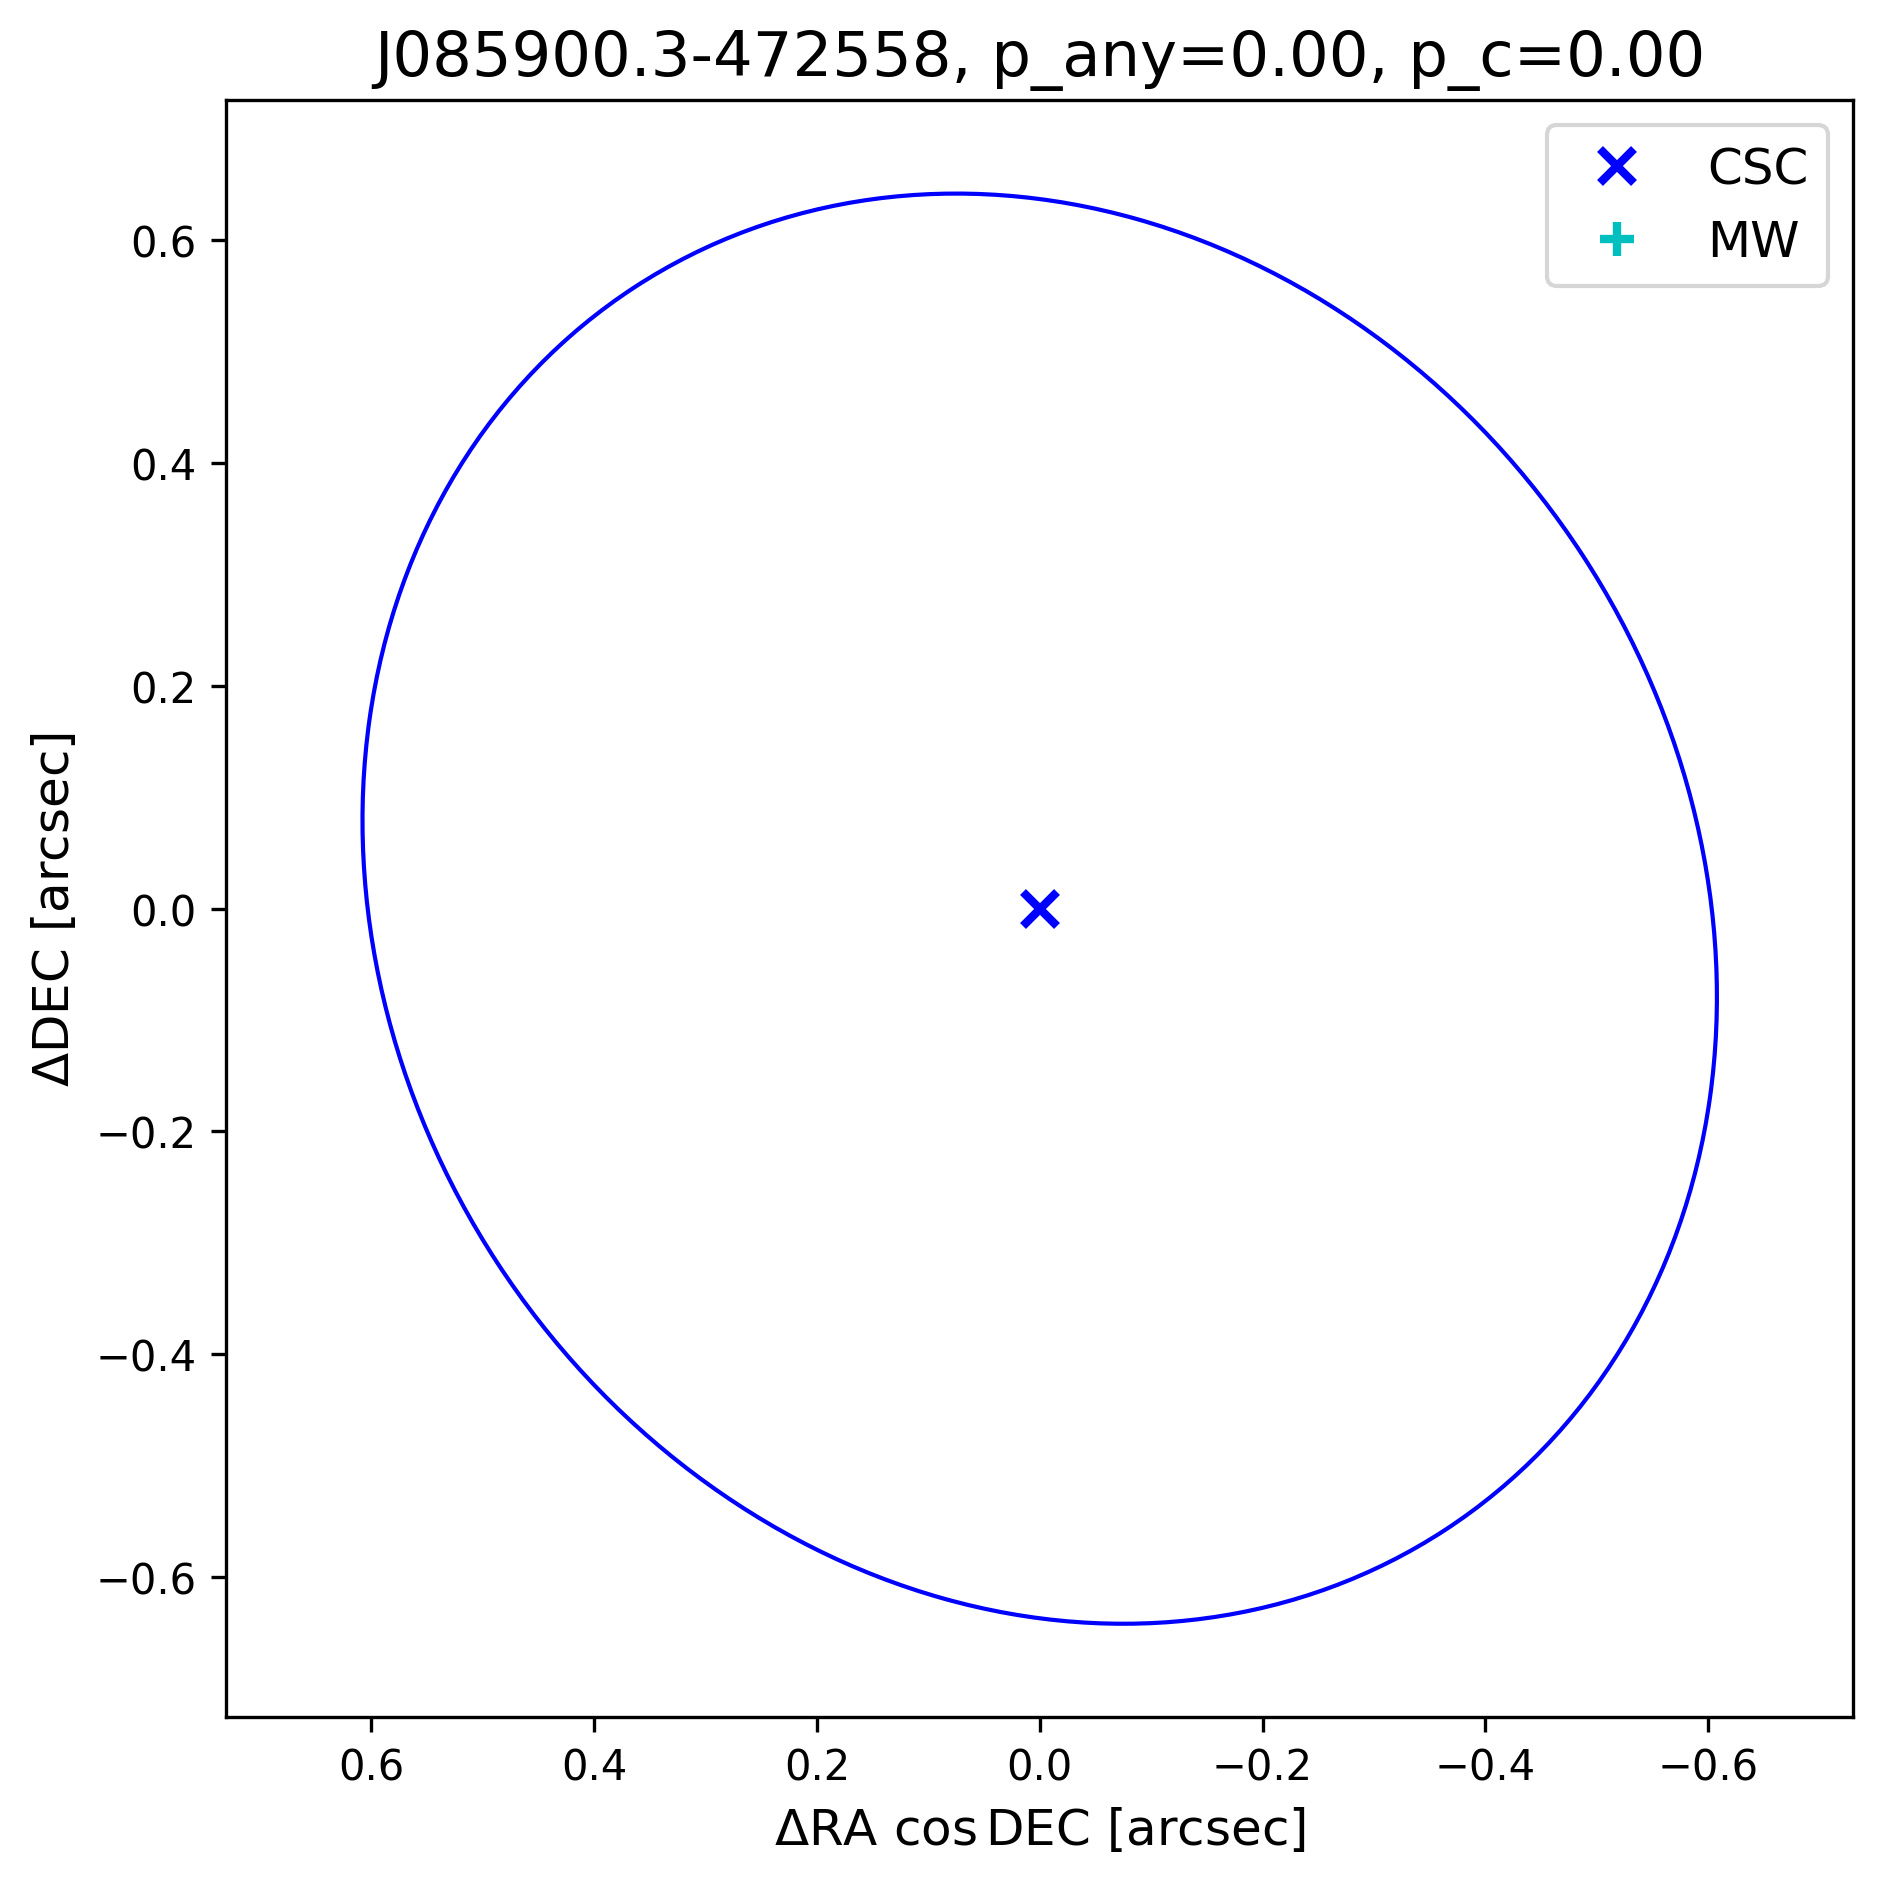 J085900.3-472558, p_any=0.00, p_c=0.00
CSC
MW
0.6
0.4
0.2
0.0
−0.2
−0.4
−0.6
ΔDEC [arcsec]
0.6 0.4 0.2 0.0 −0.2 −0.4 −0.6
ΔRA cos DEC [arcsec]